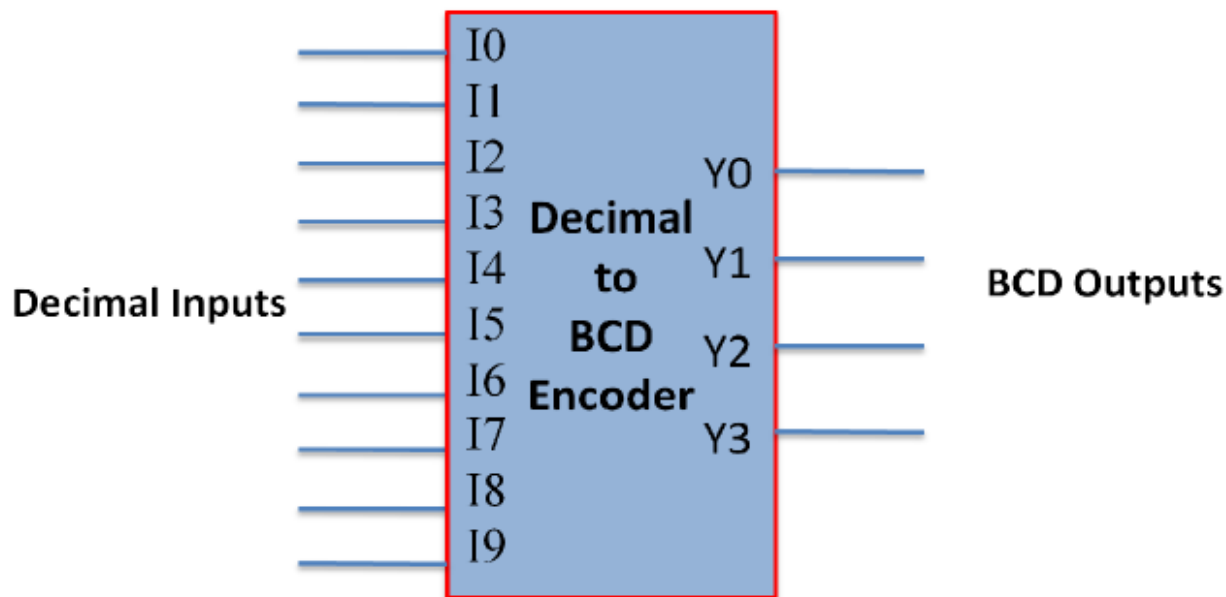 Decimal Inputs
I0
I1
I2
I3
I4
I5
I6
I7
I8
I9
Decimal
to
BCD
Encoder
Y0
Y1
Y2
Y3
BCD Outputs